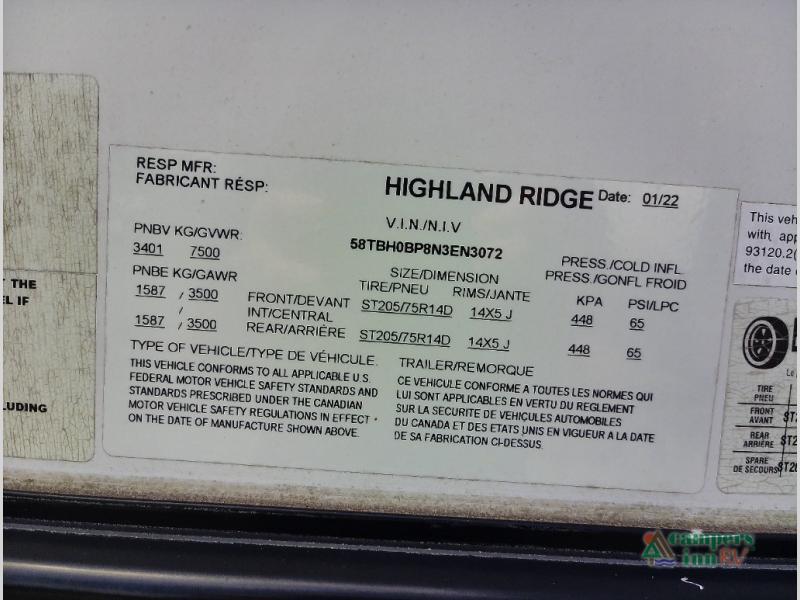 T THE
EL IF
LUDING
RESP MFR:
FABRICANT RÉSP:
HIGHLAND RIDGE Date: 01/22
V.I.N./N.I.V
58TBH0BP8N3EN3072
PNBV KG/GVWR:
3401 7500
PNBE KG/GAWR
SIZE/DIMENSION
TIRE/PNEU RIMS/JANTE
PRESS./COLD INFL.
PRESS./GONFL FROID
KPA PSI/LPC
1587 / 3500 FRONT/DEVANT ST205/75R14D 14X5 J 448 65
/ INT/CENTRAL
1587 / 3500 REAR/ARRIÈRE ST205/75R14D 14X5 J 448 65
TYPE OF VEHICLE/TYPE DE VÉHICULE: TRAILER/REMORQUE
THIS VEHICLE CONFORMS TO ALL APPLICABLE U.S.
FEDERAL MOTOR VEHICLE SAFETY STANDARDS AND
STANDARDS PRESCRIBED UNDER THE CANADIAN
MOTOR VEHICLE SAFETY REGULATIONS IN EFFECT
ON THE DATE OF MANUFACTURE SHOWN ABOVE.
CE VEHICULE CONFORME A TOUTES LES NORMES QUI
LUI SONT APPLICABLES EN VERTU DU REGLEMENT
SUR LA SECURITE DE VEHICULES AUTOMOBILES
DU CANADA ET DES ETATS UNIS EN VIGUEUR A LA DATE
DE SA FABRICATION CI-DESSUS.
This veh
with app
93120.2(
the date o
Le p
TIRE
PNEU
FRONT
AVANT ST2
REAR
ARRIÈRE ST2
SPARE
DE SECOURS ST20
campers
inn RV